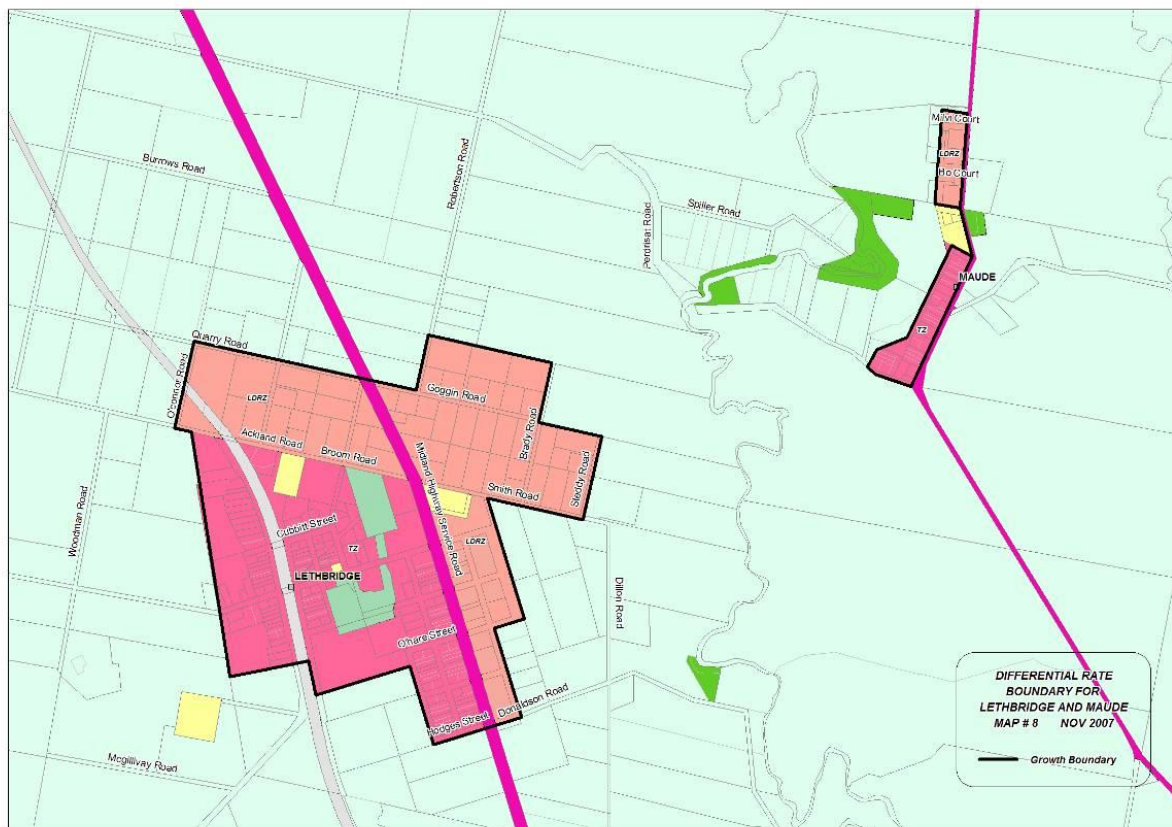 Burrows Road
Robertson Road
Perdrisat Road
Spiller Road
Milvi Court
LDRZ
Ho Court
MAUDE
TZ
Quarry Road
O'connor Road
LDRZ
Goggin Road
Ackland Road
Broom Road
Brady Road
Steddy Road
Smith Road
Midland Highway Service Road
Woodman Road
Cubbitt Street
TZ
LDRZ
LETHBRIDGE
Dillon Road
O'hare Street
Donaldson Road
Hodges Street
Mcgillivay Road
DIFFERENTIAL RATE
BOUNDARY FOR
LETHBRIDGE AND MAUDE
MAP # 8 NOV 2007
Growth Boundary